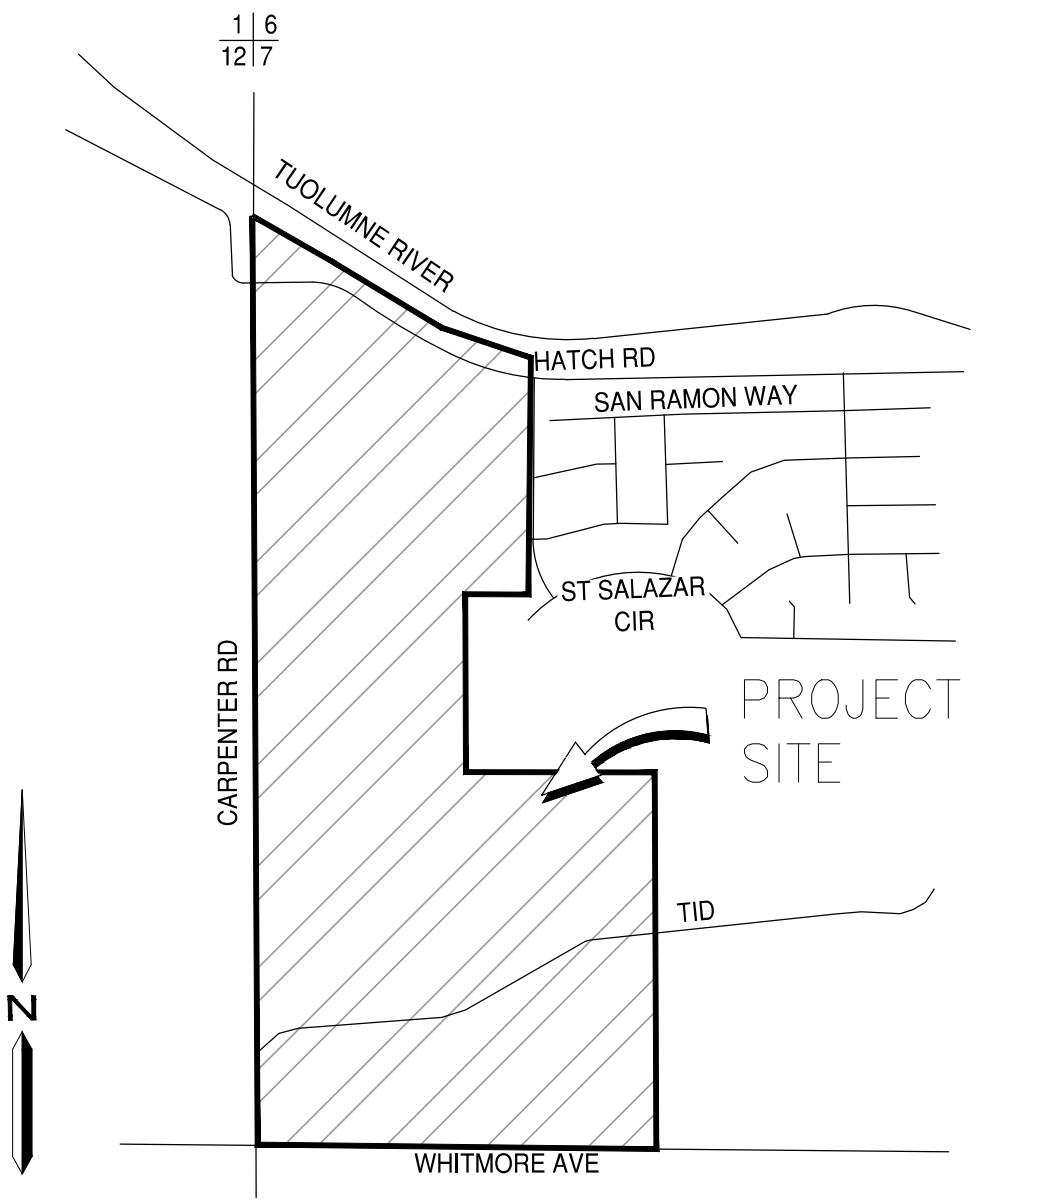 1 6
12 7
TUOLUMNE RIVER
HATCH RD
SAN RAMON WAY
ST SALAZAR
CIR
CARPENTER RD
PROJECT
SITE
TID
N
WHITMORE AVE